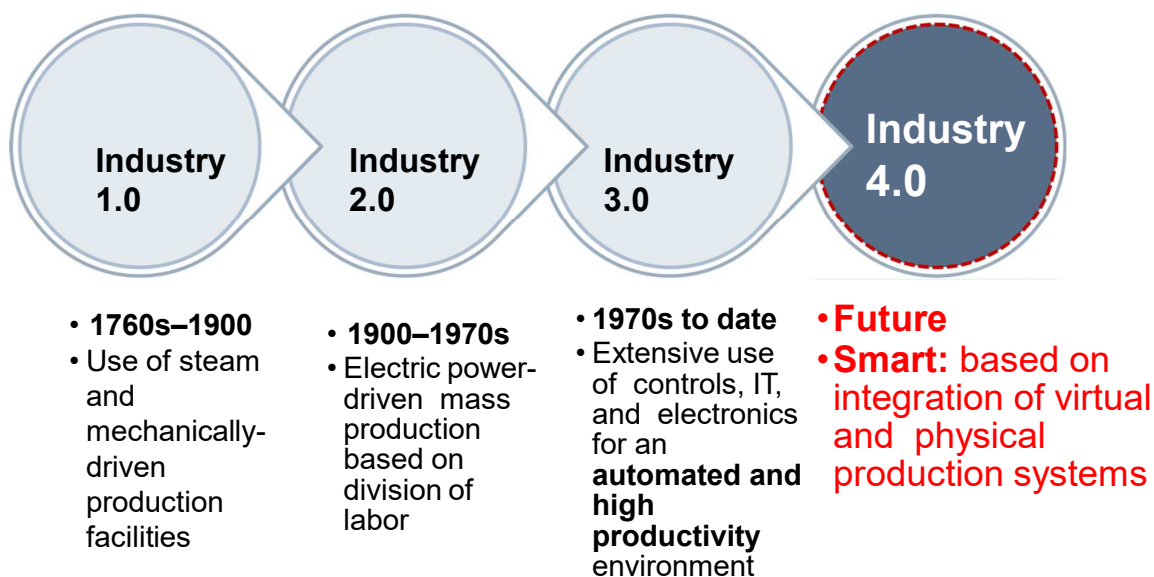 Industry
1.0
Industry
2.0
Industry
3.0
Industry
4.0
• 1760s–1900
• Use of steam
and
mechanically-
driven
production
facilities
• 1900–1970s
• Electric power-
driven mass
production
based on
division of
labor
• 1970s to date
• Extensive use
of controls, IT,
and electronics
for an
automated and
high
productivity
environment
• Future
• Smart: based on
integration of virtual
and physical
production systems